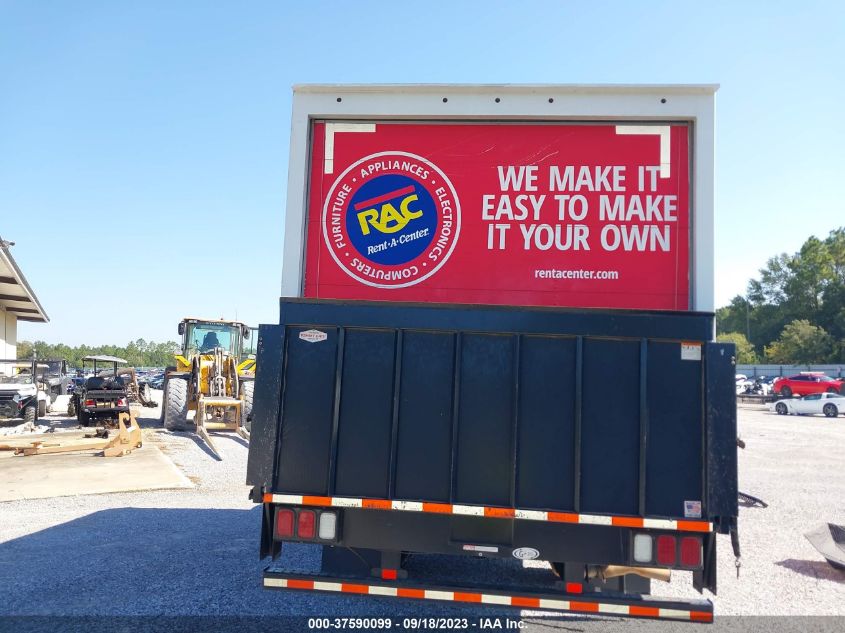 FURNITURE • APPLIANCES • ELECTRONICS • COMPUTERS •
RAC
Rent-A-Center
WE MAKE IT
EASY TO MAKE
IT YOUR OWN
rentacenter.com
000-37590099 / 09/18/2023 / IAA Inc.